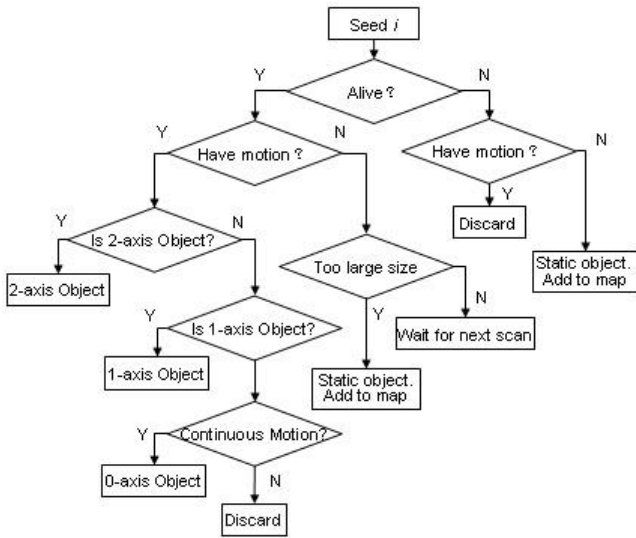 Seed i
Y
N
Alive?
Y
N
N
Have motion?
Have motion?
Y
Discard
Y
N
Is 2-axis Object?
Too large size
Static object.
Add to map
2-axis Object
N
Y
Is 1-axis Object?
Y
Wait for next scan
1-axis Object
Static object.
Add to map
Y
Continuous Motion?
0-axis Object
N
Discard